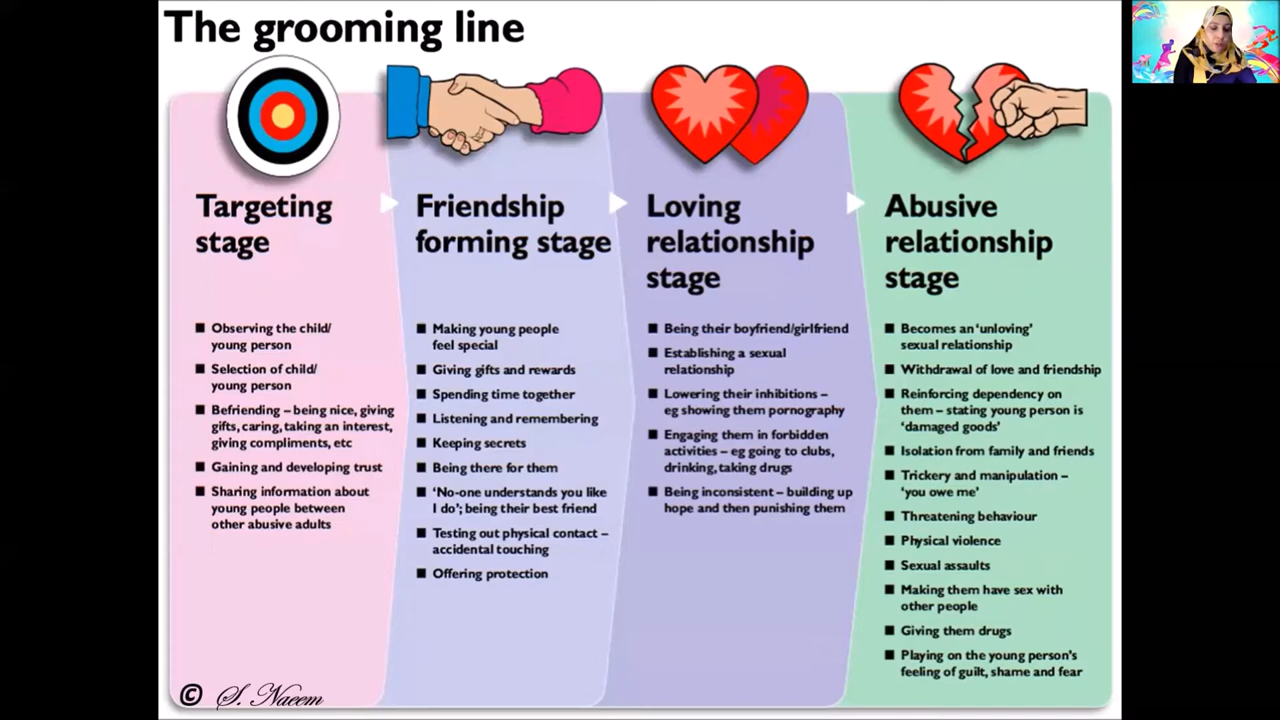 The grooming line
Targeting
stage
■ Observing the child/
young person
■ Selection of child/
young person
■ Befriending – being nice, giving
gifts, caring, taking an interest,
giving compliments, etc
■ Gaining and developing trust
■ Sharing information about
young people between
other abusive adults
Friendship
forming stage
■ Making young people
feel special
■ Giving gifts and rewards
■ Spending time together
■ Listening and remembering
■ Keeping secrets
■ Being there for them
■ ‘No-one understands you like
I do’; being their best friend
■ Testing out physical contact –
accidental touching
■ Offering protection
Loving
relationship
stage
■ Being their boyfriend/girlfriend
■ Establishing a sexual
relationship
■ Lowering their inhibitions –
eg showing them pornography
■ Engaging them in forbidden
activities – eg going to clubs,
drinking, taking drugs
■ Being inconsistent – building up
hope and then punishing them
Abusive
relationship
stage
■ Becomes an ‘unloving’
sexual relationship
■ Withdrawal of love and friendship
■ Reinforcing dependency on
them – stating young person is
‘damaged goods’
■ Isolation from family and friends
■ Trickery and manipulation –
‘you owe me’
■ Threatening behaviour
■ Physical violence
■ Sexual assaults
■ Making them have sex with
other people
■ Giving them drugs
■ Playing on the young person's
feeling of guilt, shame and fear
© S. Naeem